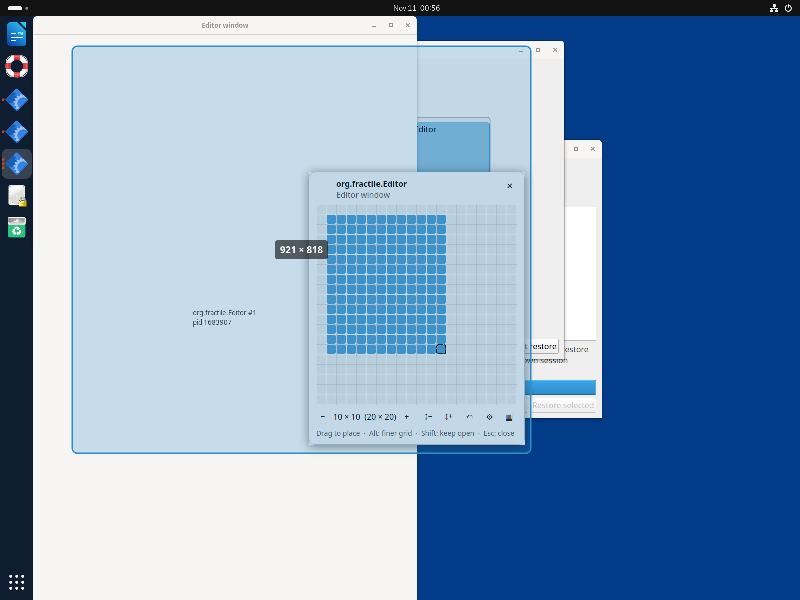 Nov 11 00:56
Editor window
ditor
org.fractile.Editor
Editor window
921 × 818
org.fractile.Editor #1
pid 1683907
t restore
estore
own session
Restore selected
− 10 × 10 (20 × 20) +
Drag to place · Alt: finer grid · Shift: keep open · Esc: close